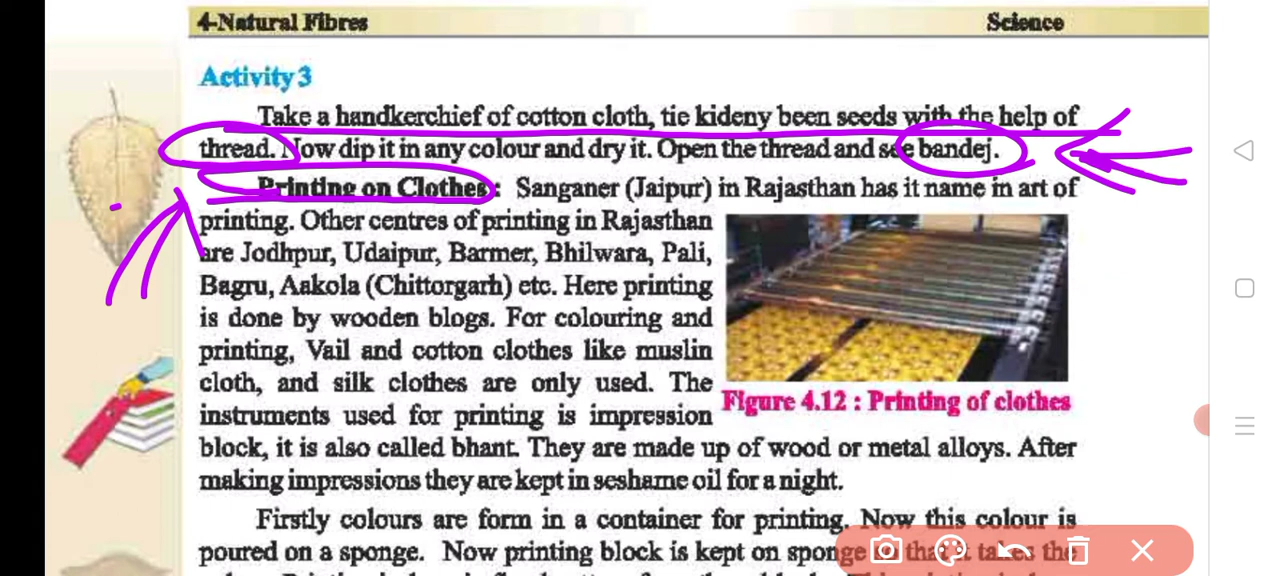 4-Natural Fibres Science
Activity 3
Take a handkerchief of cotton cloth, tie kideny been seeds with the help of
thread. Now dip it in any colour and dry it. Open the thread and see bandej.
Printing on Clothes : Sanganer (Jaipur) in Rajasthan has it name in art of
printing. Other centres of printing in Rajasthan
are Jodhpur, Udaipur, Barmer, Bhilwara, Pali,
Bagru, Aakola (Chittorgarh) etc. Here printing
is done by wooden blogs. For colouring and
printing, Vail and cotton clothes like muslin
cloth, and silk clothes are only used. The
instruments used for printing is impression
block, it is also called bhant. They are made up of wood or metal alloys. After
making impressions they are kept in seshame oil for a night.
Figure 4.12 : Printing of clothes
Firstly colours are form in a container for printing. Now this colour is
poured on a sponge. Now printing block is kept on sponge so that it takes the